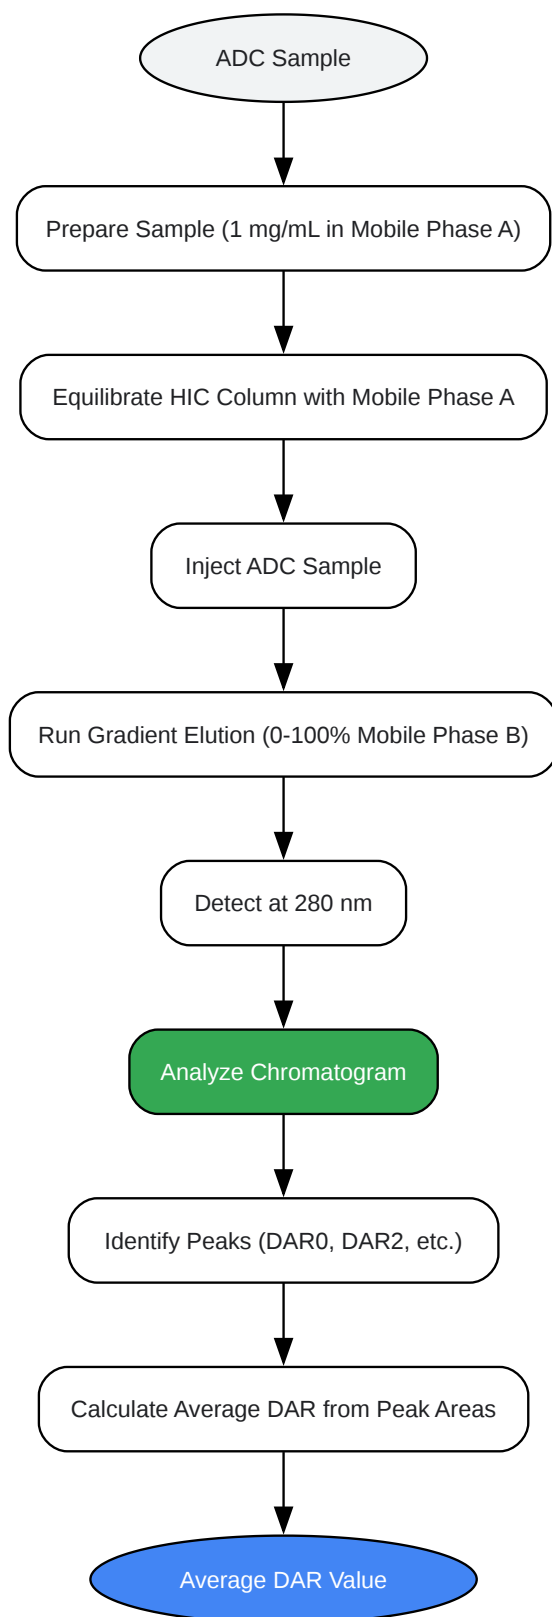 ADC Sample
Prepare Sample (1 mg/mL in Mobile Phase A)
Equilibrate HIC Column with Mobile Phase A
Inject ADC Sample
Run Gradient Elution (0-100% Mobile Phase B)
Detect at 280 nm
Analyze Chromatogram
Identify Peaks (DAR0, DAR2, etc.)
Calculate Average DAR from Peak Areas
Average DAR Value